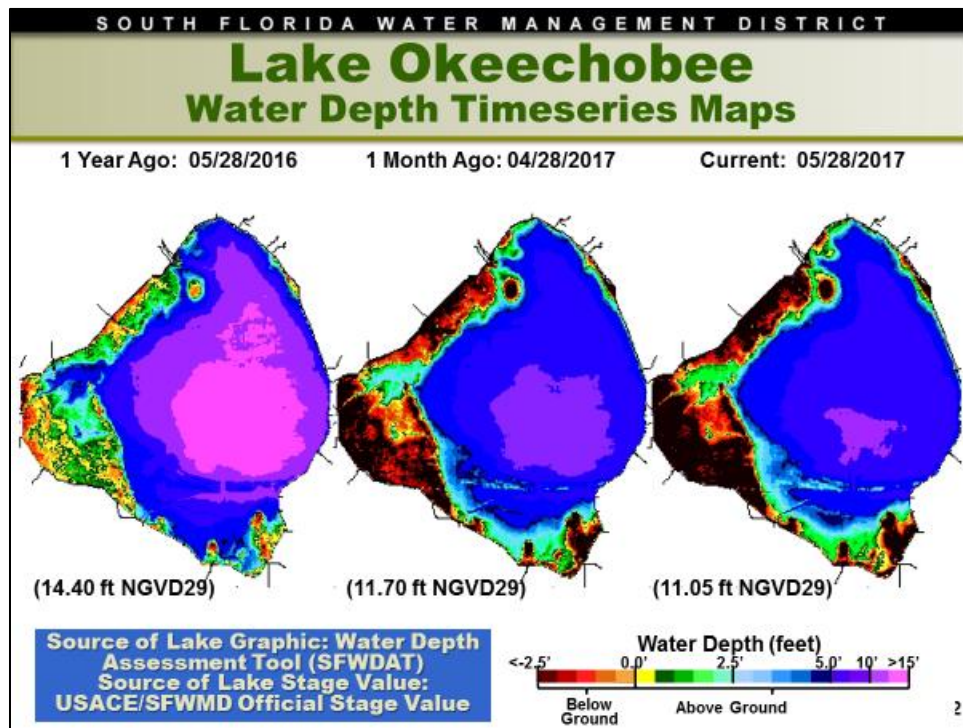 SOUTH FLORIDA WATER MANAGEMENT DISTRICT
Lake Okeechobee
Water Depth Timeseries Maps
1 Year Ago: 05/28/2016
1 Month Ago: 04/28/2017
Current: 05/28/2017
(14.40 ft NGVD29)
(11.70 ft NGVD29)
(11.05 ft NGVD29)
Source of Lake Graphic: Water Depth
Assessment Tool (SFWDAT)
Source of Lake Stage Value:
USACE/SFWMD Official Stage Value
Water Depth (feet)
<-2.5' 0.0' 2.5' 5.0' 10' >15'
Below
Ground
Above Ground
2